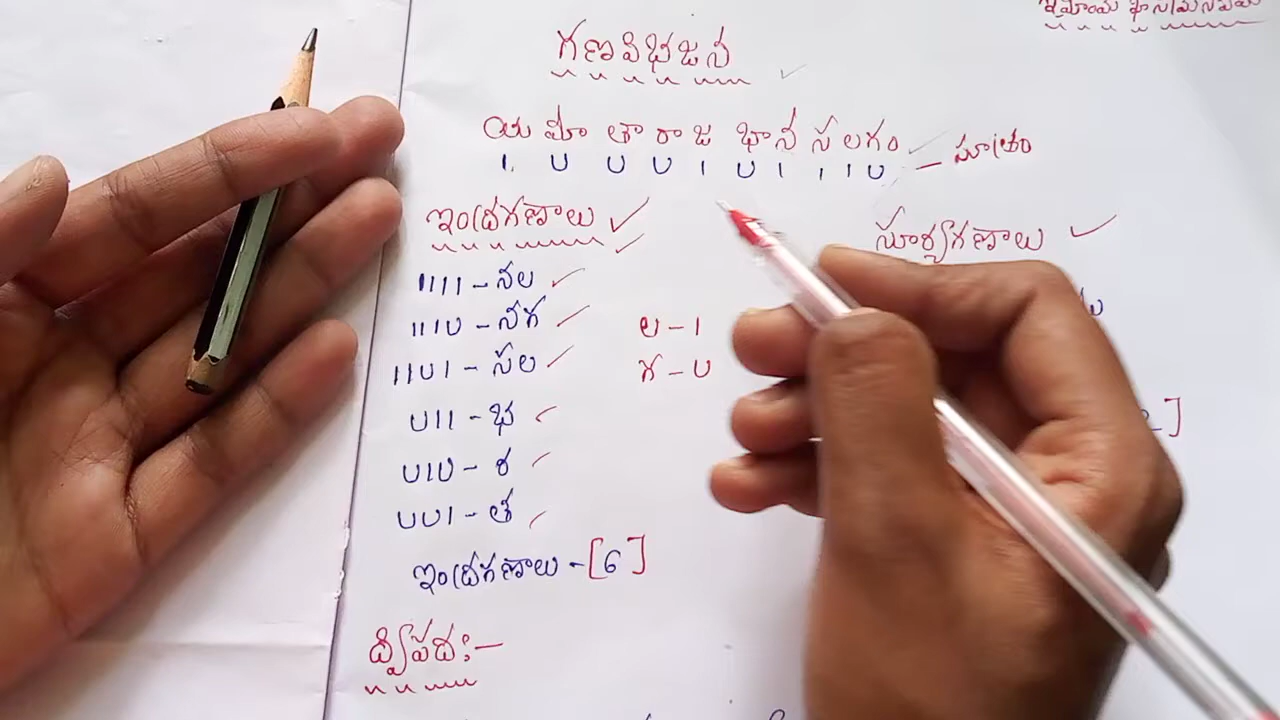 గణవిభజన
యమాతారాజభానసలగం
I U U U I U I I I U - సూత్రం
ఇంద్రగణాలు
సూర్యగణాలు
IIII - నల
IIIU - నగ
ల - I
IIUI - సల
గ - U
UII - భ
UIU - ర
UUI - త
ఇంద్రగణాలు - [6]
ద్విపద :-